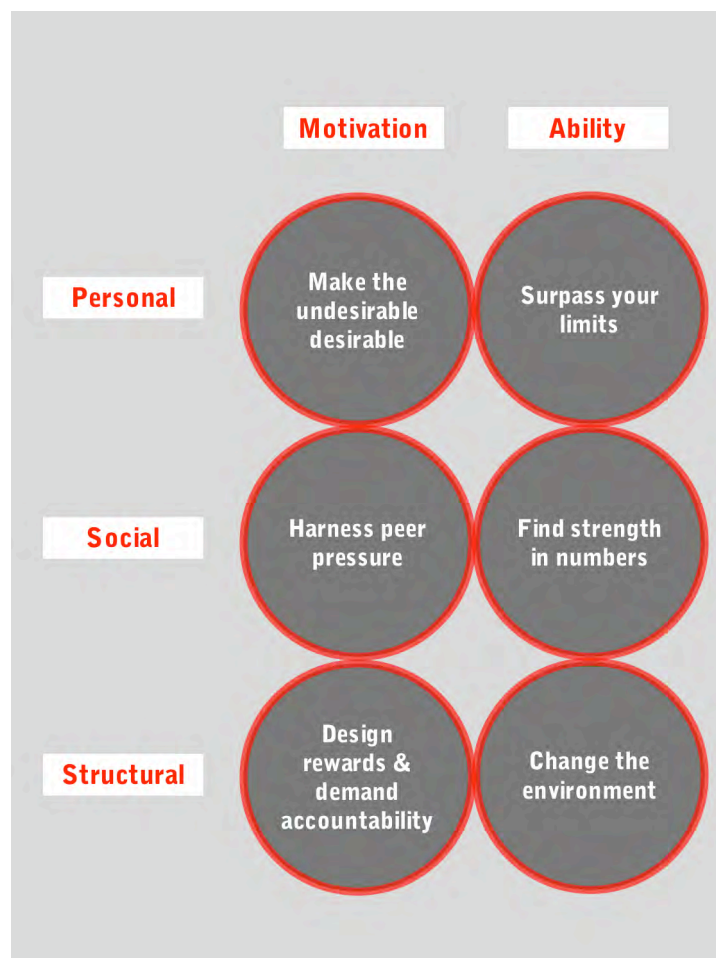 Motivation
Ability
Personal
Make the
undesirable
desirable
Surpass your
limits
Social
Harness peer
pressure
Find strength
in numbers
Structural
Design
rewards &
demand
accountability
Change the
environment